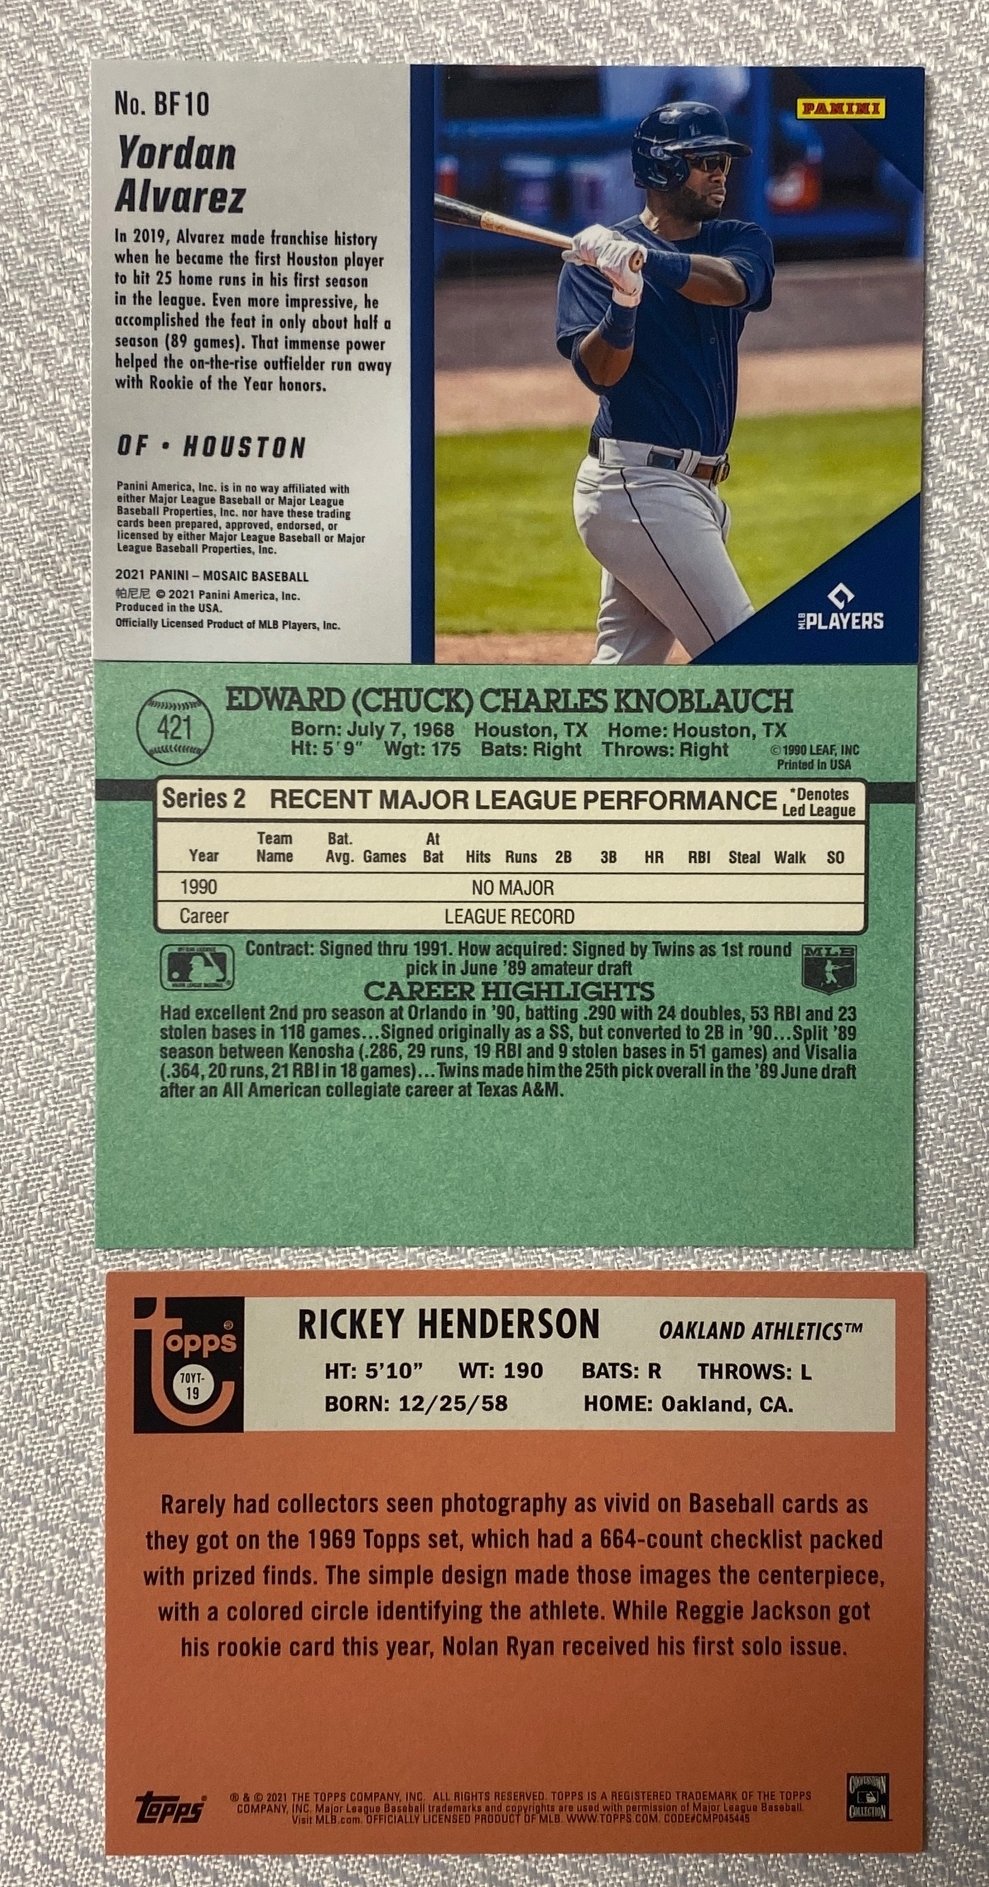 No. BF10
Yordan
Alvarez
In 2019, Alvarez made franchise history
when he became the first Houston player
to hit 25 home runs in his first season
in the league. Even more impressive, he
accomplished the feat in only about half a
season (89 games). That immense power
helped the on-the-rise outfielder run away
with Rookie of the Year honors.
OF • HOUSTON
Panini America, Inc. is in no way affiliated with
either Major League Baseball or Major League
Baseball Properties, Inc. nor have these trading
cards been prepared, approved, endorsed, or
licensed by either Major League Baseball or Major
League Baseball Properties, Inc.
2021 PANINI – MOSAIC BASEBALL
帕尼尼 © 2021 Panini America, Inc.
Produced in the USA.
Officially Licensed Product of MLB Players, Inc.
PANINI
MLB PLAYERS
421
EDWARD (CHUCK) CHARLES KNOBLAUCH
Born: July 7, 1968 Houston, TX Home: Houston, TX
Ht: 5'9" Wgt: 175 Bats: Right Throws: Right
©1990 LEAF, INC
Printed in USA
Series 2 RECENT MAJOR LEAGUE PERFORMANCE
*Denotes
Led League
Year Team Name Bat. Avg. Games At Bat Hits Runs 2B 3B HR RBI Steal Walk SO
1990 NO MAJOR
Career LEAGUE RECORD
Contract: Signed thru 1991. How acquired: Signed by Twins as 1st round
pick in June '89 amateur draft
MLB
CAREER HIGHLIGHTS
Had excellent 2nd pro season at Orlando in '90, batting .290 with 24 doubles, 53 RBI and 23
stolen bases in 118 games...Signed originally as a SS, but converted to 2B in '90...Split '89
season between Kenosha (.286, 29 runs, 19 RBI and 9 stolen bases in 51 games) and Visalia
(.364, 20 runs, 21 RBI in 18 games)...Twins made him the 25th pick overall in the '89 June draft
after an All American collegiate career at Texas A&M.
topps®
70YT-
19
RICKEY HENDERSON OAKLAND ATHLETICS™
HT: 5'10" WT: 190 BATS: R THROWS: L
BORN: 12/25/58 HOME: Oakland, CA.
Rarely had collectors seen photography as vivid on Baseball cards as
they got on the 1969 Topps set, which had a 664-count checklist packed
with prized finds. The simple design made those images the centerpiece,
with a colored circle identifying the athlete. While Reggie Jackson got
his rookie card this year, Nolan Ryan received his first solo issue.
topps®
® & © 2021 THE TOPPS COMPANY, INC. ALL RIGHTS RESERVED. TOPPS IS A REGISTERED TRADEMARK OF THE TOPPS
COMPANY, INC. Major League Baseball trademarks and copyrights are used with permission of Major League Baseball.
Visit MLB.com. OFFICIALLY LICENSED PRODUCT OF MLB. WWW.TOPPS.COM. CODE#CMP045445
COOPERSTOWN
COLLECTION